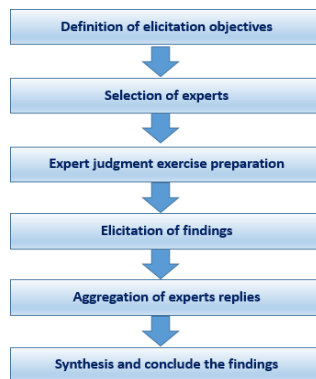 Definition of elicitation objectives
Selection of experts
Expert judgment exercise preparation
Elicitation of findings
Aggregation of experts replies
Synthesis and conclude the findings